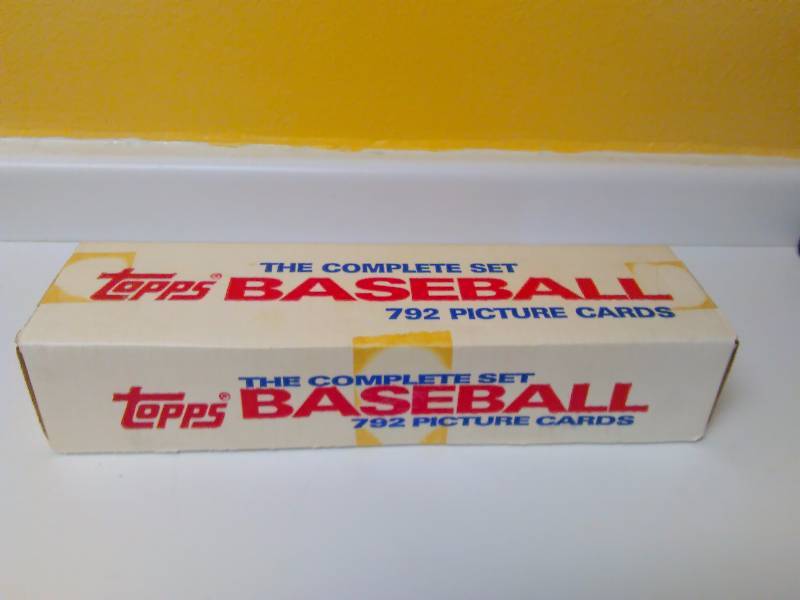 THE COMPLETE SET
topps® BASEBALL
792 PICTURE CARDS
THE COMPLETE SET
topps® BASEBALL
792 PICTURE CARDS